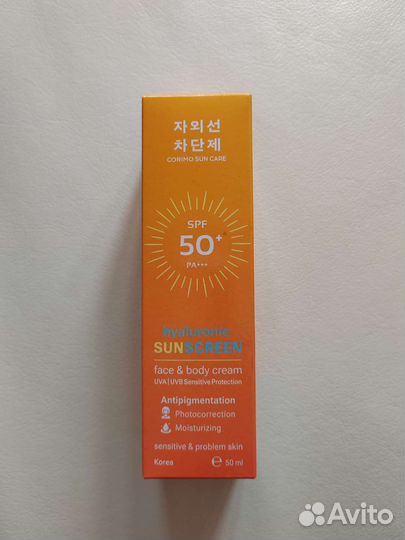 자외선
차단제
CORIMO SUN CARE
SPF
50+
PA+++
hyaluronic
SUNSCREEN
face & body cream
UVA|UVB Sensitive Protection
Antipigmentation
Photocorrection
Moisturizing
sensitive & problem skin
Korea ℮ 50 ml
Avito